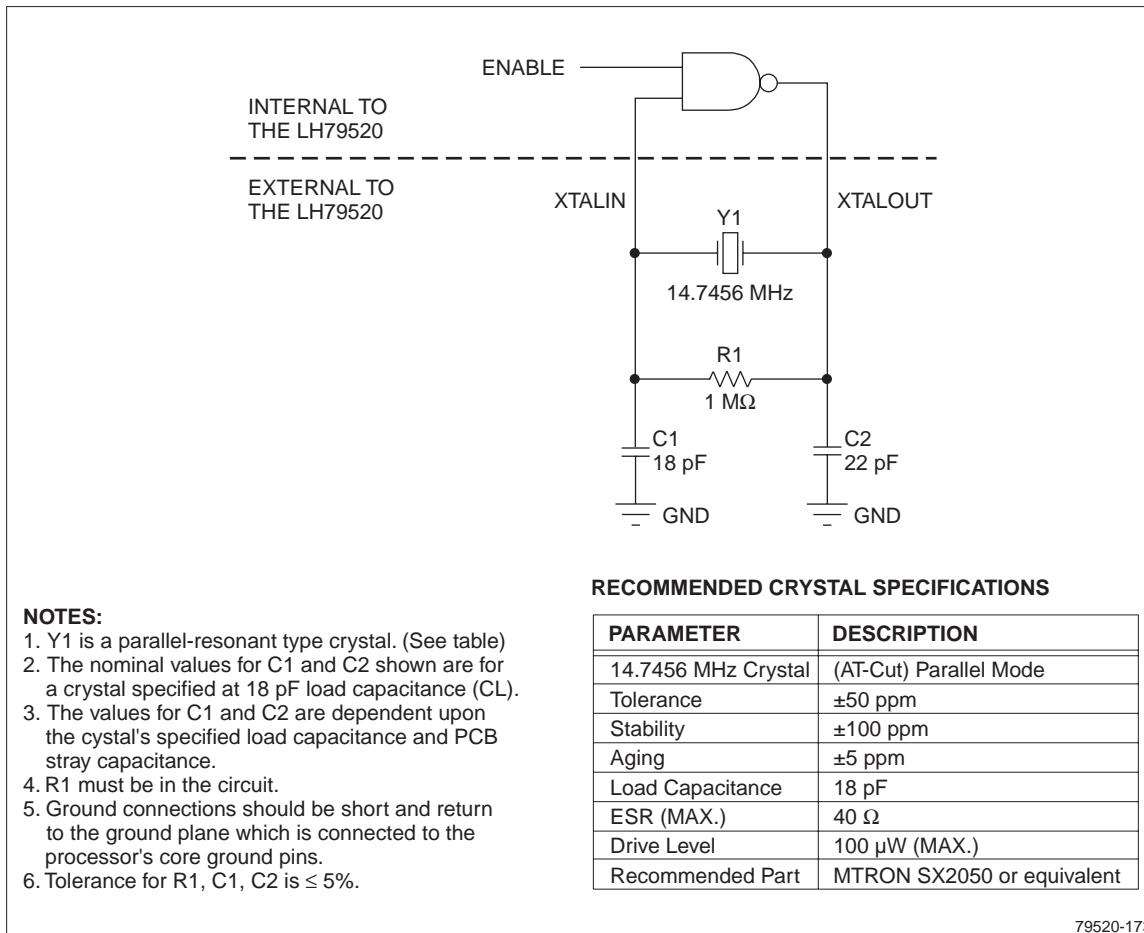 ENABLE
INTERNAL TO
THE LH79520
EXTERNAL TO
THE LH79520
XTALIN
XTALOUT
Y1
14.7456 MHz
R1
1 MΩ
C1
18 pF
C2
22 pF
GND
GND
NOTES:
1. Y1 is a parallel-resonant type crystal. (See table)
2. The nominal values for C1 and C2 shown are for
a crystal specified at 18 pF load capacitance (CL).
3. The values for C1 and C2 are dependent upon
the cystal's specified load capacitance and PCB
stray capacitance.
4. R1 must be in the circuit.
5. Ground connections should be short and return
to the ground plane which is connected to the
processor's core ground pins.
6. Tolerance for R1, C1, C2 is ≤ 5%.
RECOMMENDED CRYSTAL SPECIFICATIONS
PARAMETER DESCRIPTION
14.7456 MHz Crystal (AT-Cut) Parallel Mode
Tolerance ±50 ppm
Stability ±100 ppm
Aging ±5 ppm
Load Capacitance 18 pF
ESR (MAX.) 40 Ω
Drive Level 100 µW (MAX.)
Recommended Part MTRON SX2050 or equivalent